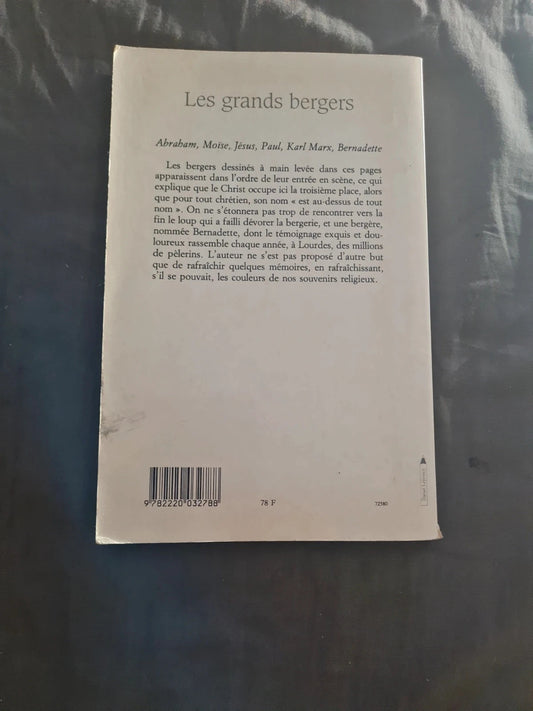 Les grands bergers
Abraham, Moïse, Jésus, Paul, Karl Marx, Bernadette
Les bergers dessinés à main levée dans ces pages
apparaissent dans l'ordre de leur entrée en scène, ce qui
explique que le Christ occupe ici la troisième place, alors
que pour tout chrétien, son nom « est au-dessus de tout
nom ». On ne s'étonnera pas trop de rencontrer vers la
fin le loup qui a failli dévorer la bergerie, et une bergère,
nommée Bernadette, dont le témoignage exquis et dou-
loureux rassemble chaque année, à Lourdes, des millions
de pèlerins. L'auteur ne s'est pas proposé d'autre but
que de rafraîchir quelques mémoires, en rafraîchissant,
s'il se pouvait, les couleurs de nos souvenirs religieux.
9 782220 032788
78 F
72580